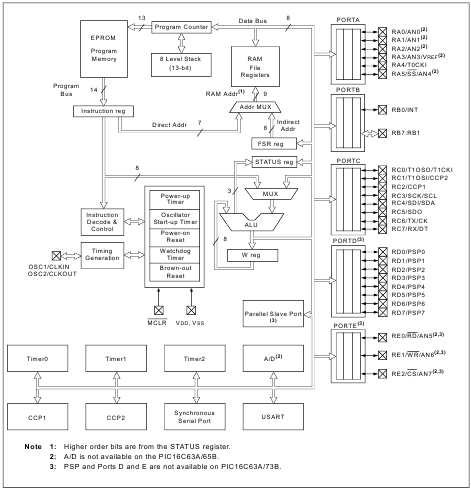 13
Program Counter
Data Bus
8
PORTA
EPROM
Program
Memory
8 Level Stack
(13-bit)
RAM
File
Registers
RA0/AN0(2)
RA1/AN1(2)
RA2/AN2(2)
RA3/AN3/VREF(2)
RA4/T0CKI
RA5/SS/AN4(2)
Program
Bus
14
RAM Addr(1)
9
PORTB
Instruction reg
Addr MUX
RB0/INT
Direct Addr
7
8
Indirect
Addr
RB7:RB1
FSR reg
STATUS reg
PORTC
8
3
MUX
RC0/T1OSO/T1CKI
RC1/T1OSI/CCP2
RC2/CCP1
RC3/SCK/SCL
RC4/SDI/SDA
RC5/SDO
RC6/TX/CK
RC7/RX/DT
Power-up
Timer
Oscillator
Start-up Timer
Power-on
Reset
Watchdog
Timer
Brown-out
Reset
Instruction
Decode &
Control
ALU
8
W reg
Timing
Generation
OSC1/CLKIN
OSC2/CLKOUT
PORTD(3)
RD0/PSP0
RD1/PSP1
RD2/PSP2
RD3/PSP3
RD4/PSP4
RD5/PSP5
RD6/PSP6
RD7/PSP7
MCLR
VDD, VSS
Parallel Slave Port
(3)
PORTE(3)
RE0/RD/AN5(2,3)
RE1/WR/AN6(2,3)
RE2/CS/AN7(2,3)
Timer0
Timer1
Timer2
A/D(2)
CCP1
CCP2
Synchronous
Serial Port
USART
Note 1: Higher order bits are from the STATUS register.
2: A/D is not available on the PIC16C63A/65B.
3: PSP and Ports D and E are not available on PIC16C63A/73B.